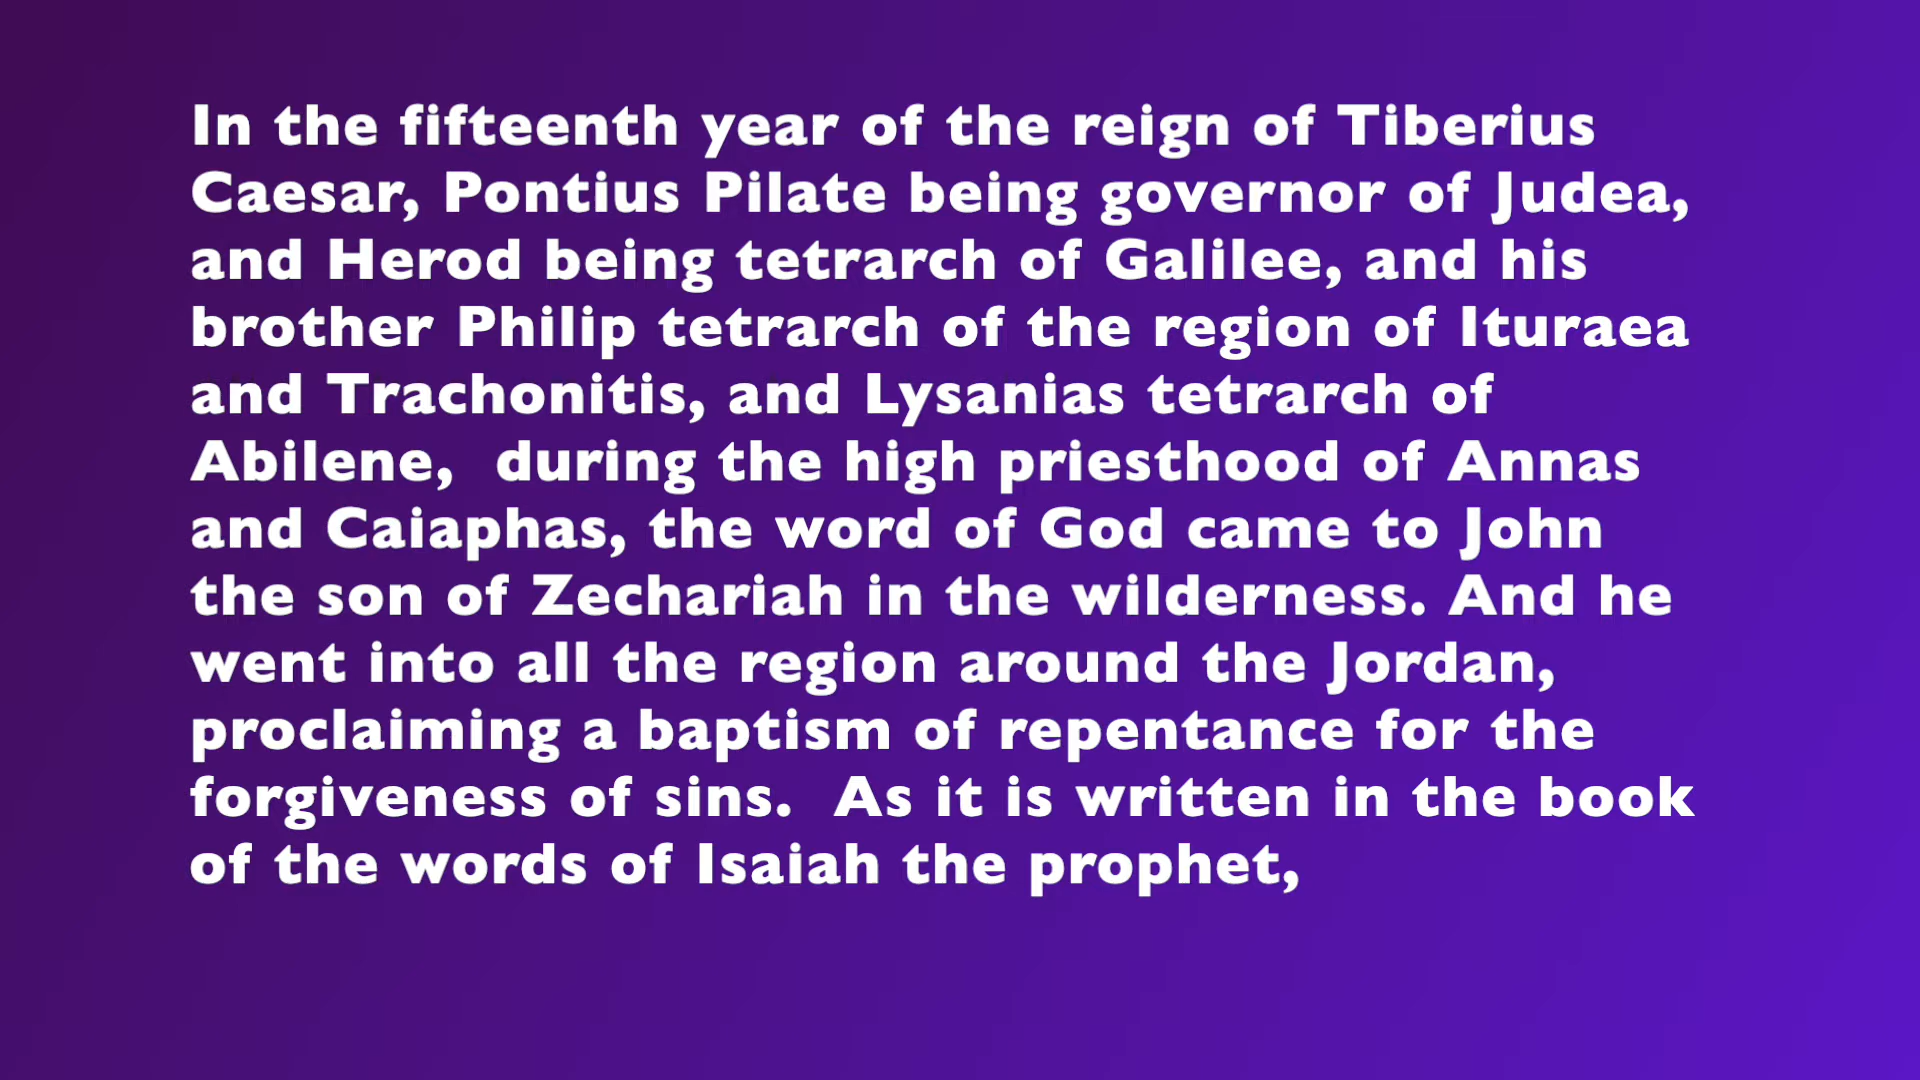 In the fifteenth year of the reign of Tiberius
Caesar, Pontius Pilate being governor of Judea,
and Herod being tetrarch of Galilee, and his
brother Philip tetrarch of the region of Ituraea
and Trachonitis, and Lysanias tetrarch of
Abilene,  during the high priesthood of Annas
and Caiaphas, the word of God came to John
the son of Zechariah in the wilderness. And he
went into all the region around the Jordan,
proclaiming a baptism of repentance for the
forgiveness of sins.  As it is written in the book
of the words of Isaiah the prophet,